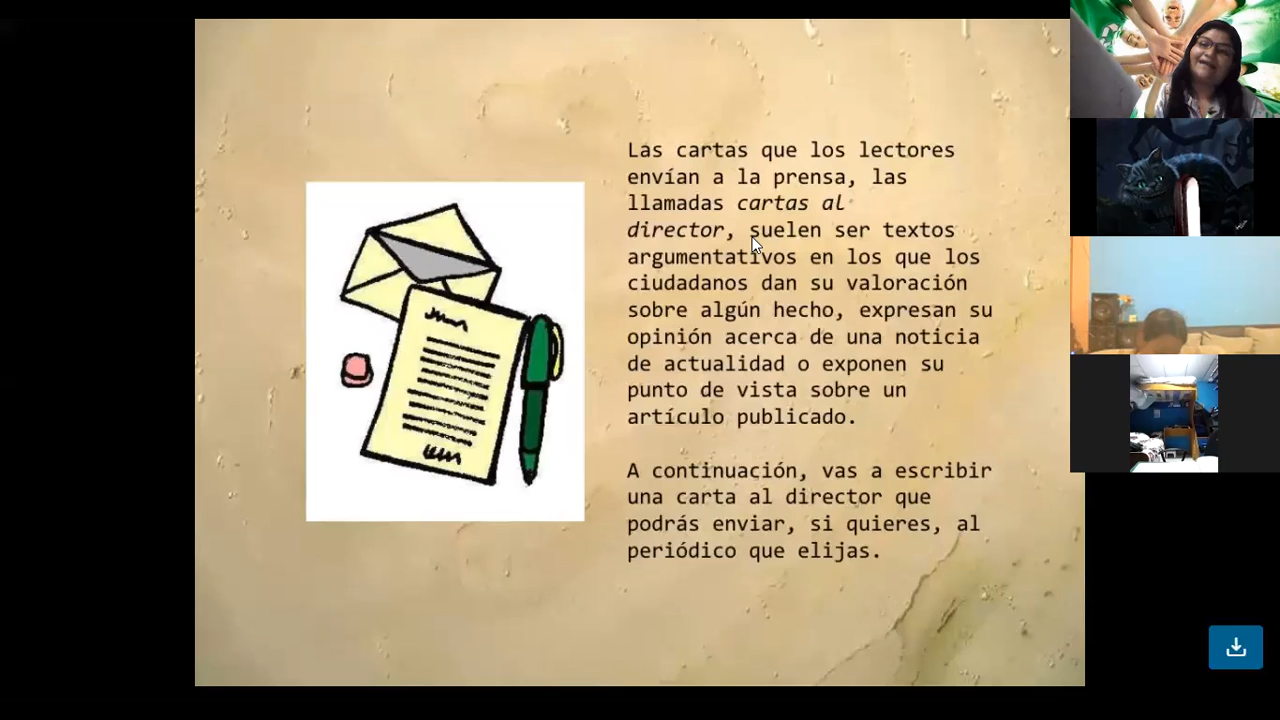 Las cartas que los lectores
envían a la prensa, las
llamadas cartas al
director, suelen ser textos
argumentativos en los que los
ciudadanos dan su valoración
sobre algún hecho, expresan su
opinión acerca de una noticia
de actualidad o exponen su
punto de vista sobre un
artículo publicado.
A continuación, vas a escribir
una carta al director que
podrás enviar, si quieres, al
periódico que elijas.